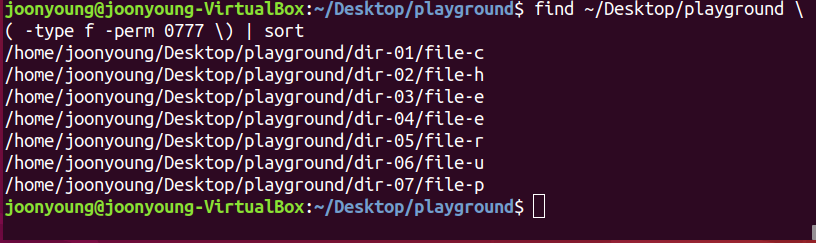 joonyoung@joonyoung-VirtualBox:~/Desktop/playground$ find ~/Desktop/playground \
( -type f -perm 0777 \) | sort
/home/joonyoung/Desktop/playground/dir-01/file-c
/home/joonyoung/Desktop/playground/dir-02/file-h
/home/joonyoung/Desktop/playground/dir-03/file-e
/home/joonyoung/Desktop/playground/dir-04/file-e
/home/joonyoung/Desktop/playground/dir-05/file-r
/home/joonyoung/Desktop/playground/dir-06/file-u
/home/joonyoung/Desktop/playground/dir-07/file-p
joonyoung@joonyoung-VirtualBox:~/Desktop/playground$